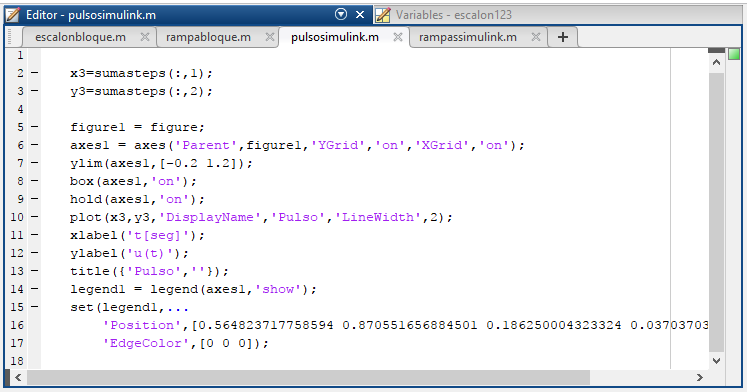 Editor - pulsosimulink.m
Variables - escalon123
escalonbloque.m rampabloque.m pulsosimulink.m rampassimulink.m
1
2 - x3=sumasteps(:,1);
3 - y3=sumasteps(:,2);
4
5 - figure1 = figure;
6 - axes1 = axes('Parent',figure1,'YGrid','on','XGrid','on');
7 - ylim(axes1,[-0.2 1.2]);
8 - box(axes1,'on');
9 - hold(axes1,'on');
10 - plot(x3,y3,'DisplayName','Pulso','LineWidth',2);
11 - xlabel('t[seg]');
12 - ylabel('u(t)');
13 - title({'Pulso',''});
14 - legend1 = legend(axes1,'show');
15 - set(legend1,...
16 'Position',[0.564823717758594 0.870551656884501 0.186250004323324 0.03703703
17 'EdgeColor',[0 0 0]);
18